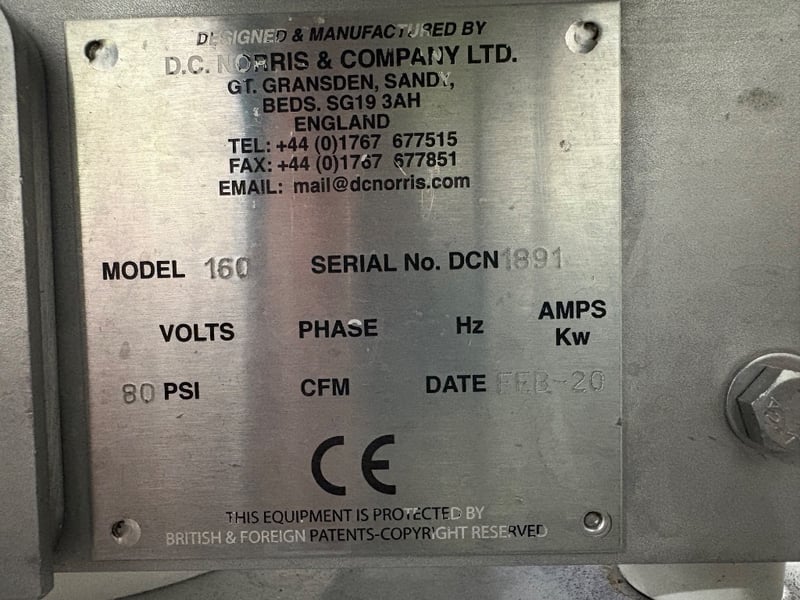 DESIGNED & MANUFACTURED BY
D.C. NORRIS & COMPANY LTD.
GT. GRANSDEN, SANDY,
BEDS. SG19 3AH
ENGLAND
TEL: +44 (0)1767 677515
FAX: +44 (0)1767 677851
EMAIL: mail@dcnorris.com
MODEL 160 SERIAL No. DCN1891
VOLTS PHASE Hz AMPS
Kw
80 PSI CFM DATE FEB-20
CE
THIS EQUIPMENT IS PROTECTED BY
BRITISH & FOREIGN PATENTS-COPYRIGHT RESERVED